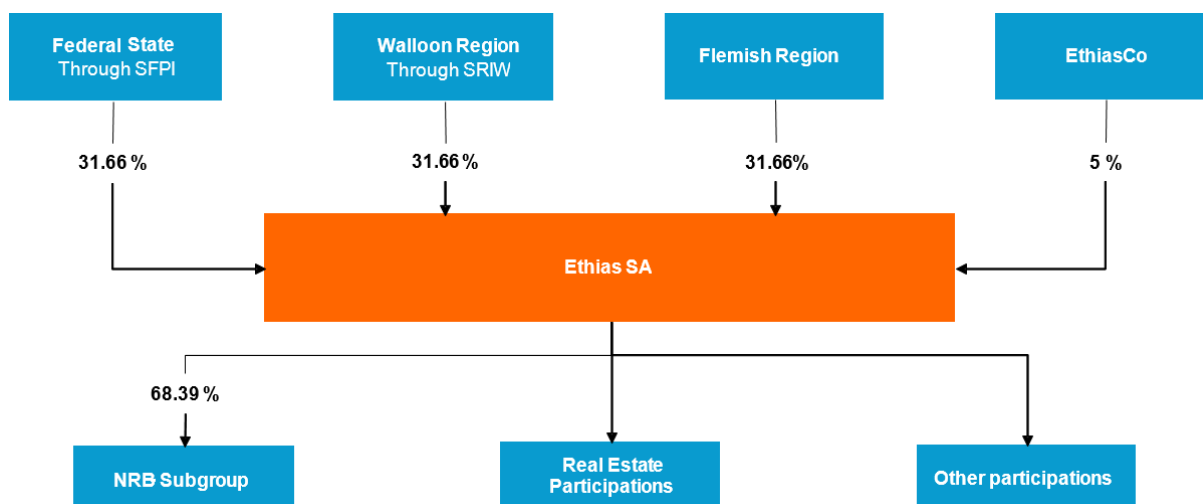 Federal State
Through SFPI
Walloon Region
Through SRIW
Flemish Region
EthiasCo
31.66 %
31.66 %
31.66%
5 %
Ethias SA
68.39 %
NRB Subgroup
Real Estate
Participations
Other participations